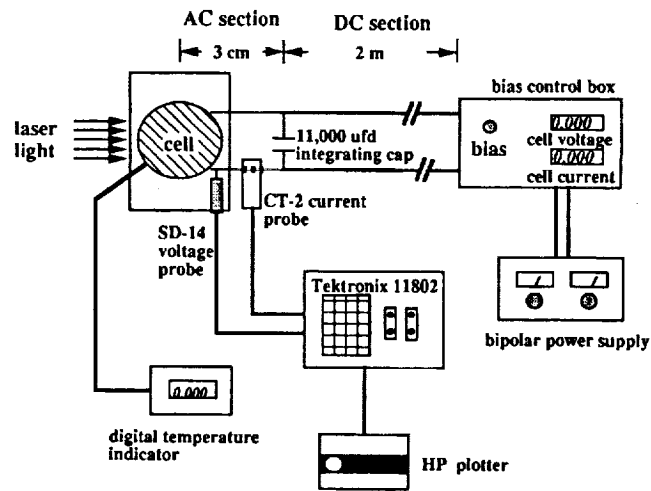 AC section
DC section
3 cm
2 m
bias control box
laser
light
cell
11,000 ufd
integrating cap
bias
0.000
cell voltage
0.000
cell current
CT-2 current
probe
SD-14
voltage
probe
Tektronix 11802
bipolar power supply
0.000
digital temperature
indicator
HP plotter